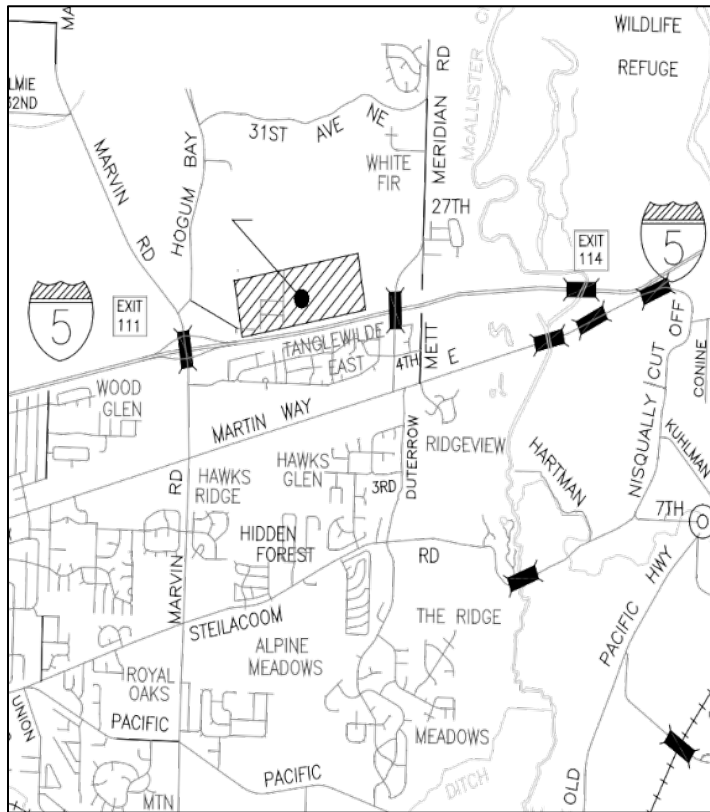 MA
WILDLIFE
REFUGE
LMIE
32ND
31ST AVE NE
MERIDIAN RD
McALLISTER C
MARVIN RD
HOGUM BAY
WHITE
FIR
27TH
EXIT
114
5
5
EXIT
111
TANGLEWILDE
EAST
4TH
METT
E
NISQUALLY CUT OFF
CONINE
WOOD
GLEN
MARTIN WAY
DUTERROW
RIDGEVIEW
KUHLMAN
HAWKS
RIDGE
HAWKS
GLEN
3RD
HARTMAN
7TH
HIDDEN
FOREST
RD
MARVIN RD
STEILACOOM
PACIFIC HWY
THE RIDGE
ALPINE
MEADOWS
ROYAL
OAKS
UNION
PACIFIC
MEADOWS
PACIFIC
DITCH
OLD
MTN